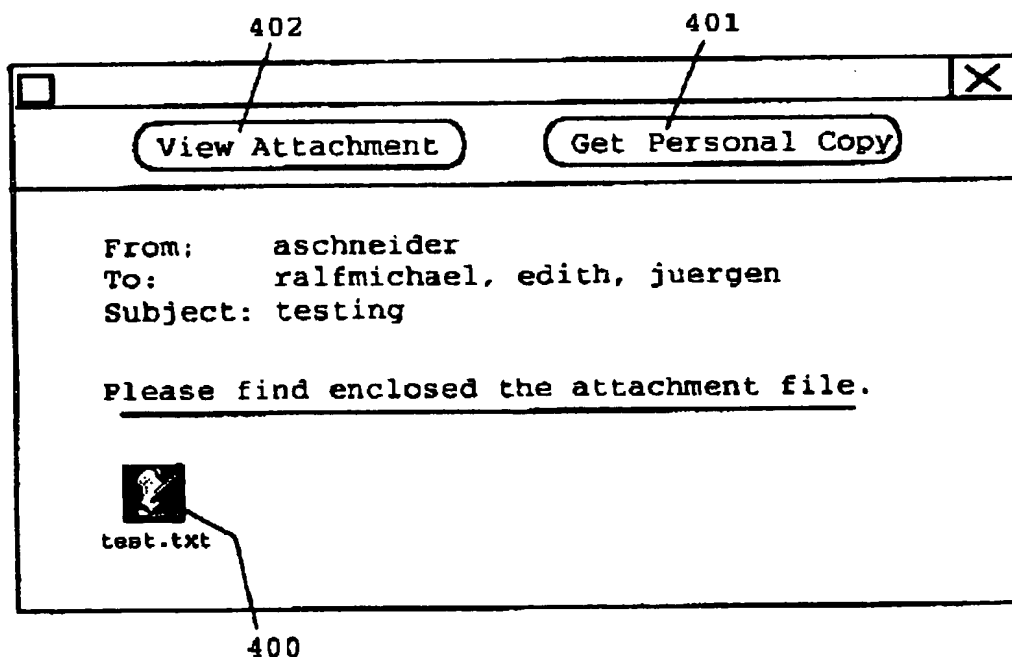 402 401
View Attachment Get Personal Copy
From: aschneider
To: ralfmichael, edith, juergen
Subject: testing
Please find enclosed the attachment file.
test.txt
400